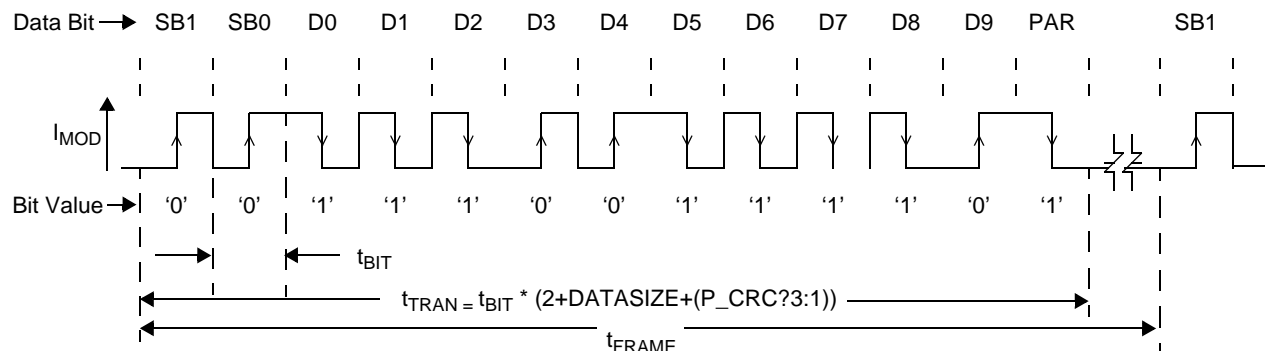 Data Bit SB1 SB0 D0 D1 D2 D3 D4 D5 D6 D7 D8 D9 PAR SB1
IMOD
Bit Value '0' '0' '1' '1' '1' '0' '0' '1' '1' '1' '1' '0' '1'
tBIT
tTRAN = tBIT * (2+DATASIZE+(P_CRC?3:1))
tFRAME